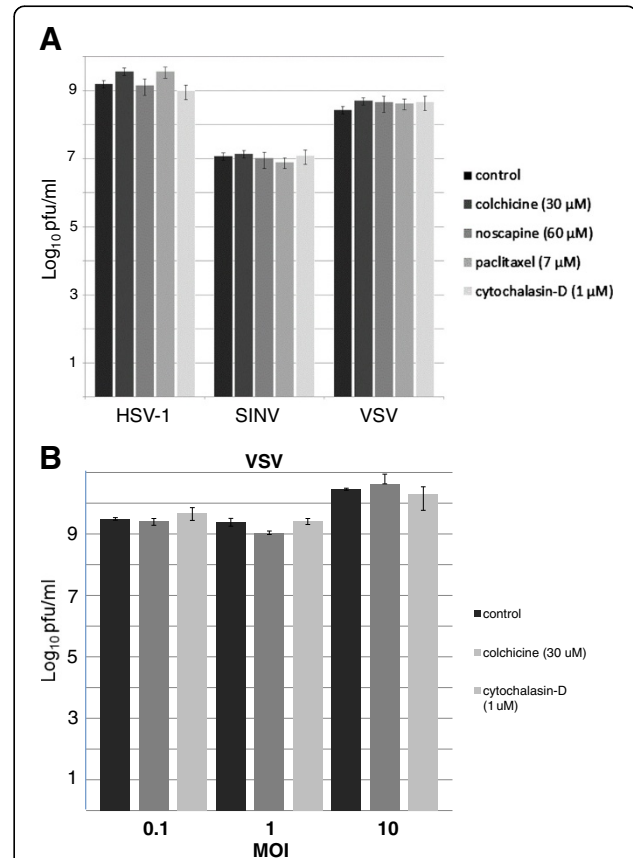 A
Log10 pfu/ml
9
7
5
3
1
HSV-1 SINV VSV
control
colchicine (30 μM)
noscapine (60 μM)
paclitaxel (7 μM)
cytochalasin-D (1 μM)
B
VSV
Log10 pfu/ml
9
7
5
3
1
0.1 1 10
MOI
control
colchicine (30 uM)
cytochalasin-D
(1 uM)